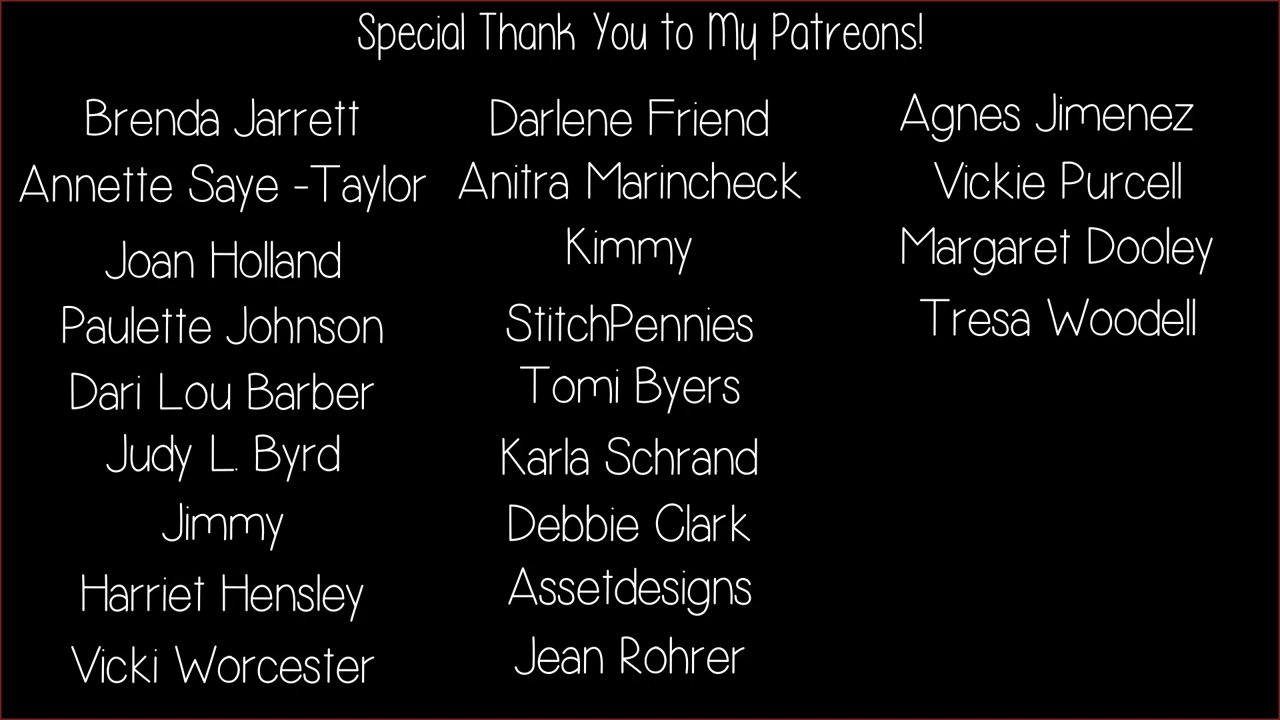 Special Thank You to My Patreons!
Brenda Jarrett
Annette Saye -Taylor
Joan Holland
Paulette Johnson
Dari Lou Barber
Judy L. Byrd
Jimmy
Harriet Hensley
Vicki Worcester
Darlene Friend
Anitra Marincheck
Kimmy
StitchPennies
Tomi Byers
Karla Schrand
Debbie Clark
Assetdesigns
Jean Rohrer
Agnes Jimenez
Vickie Purcell
Margaret Dooley
Tresa Woodell